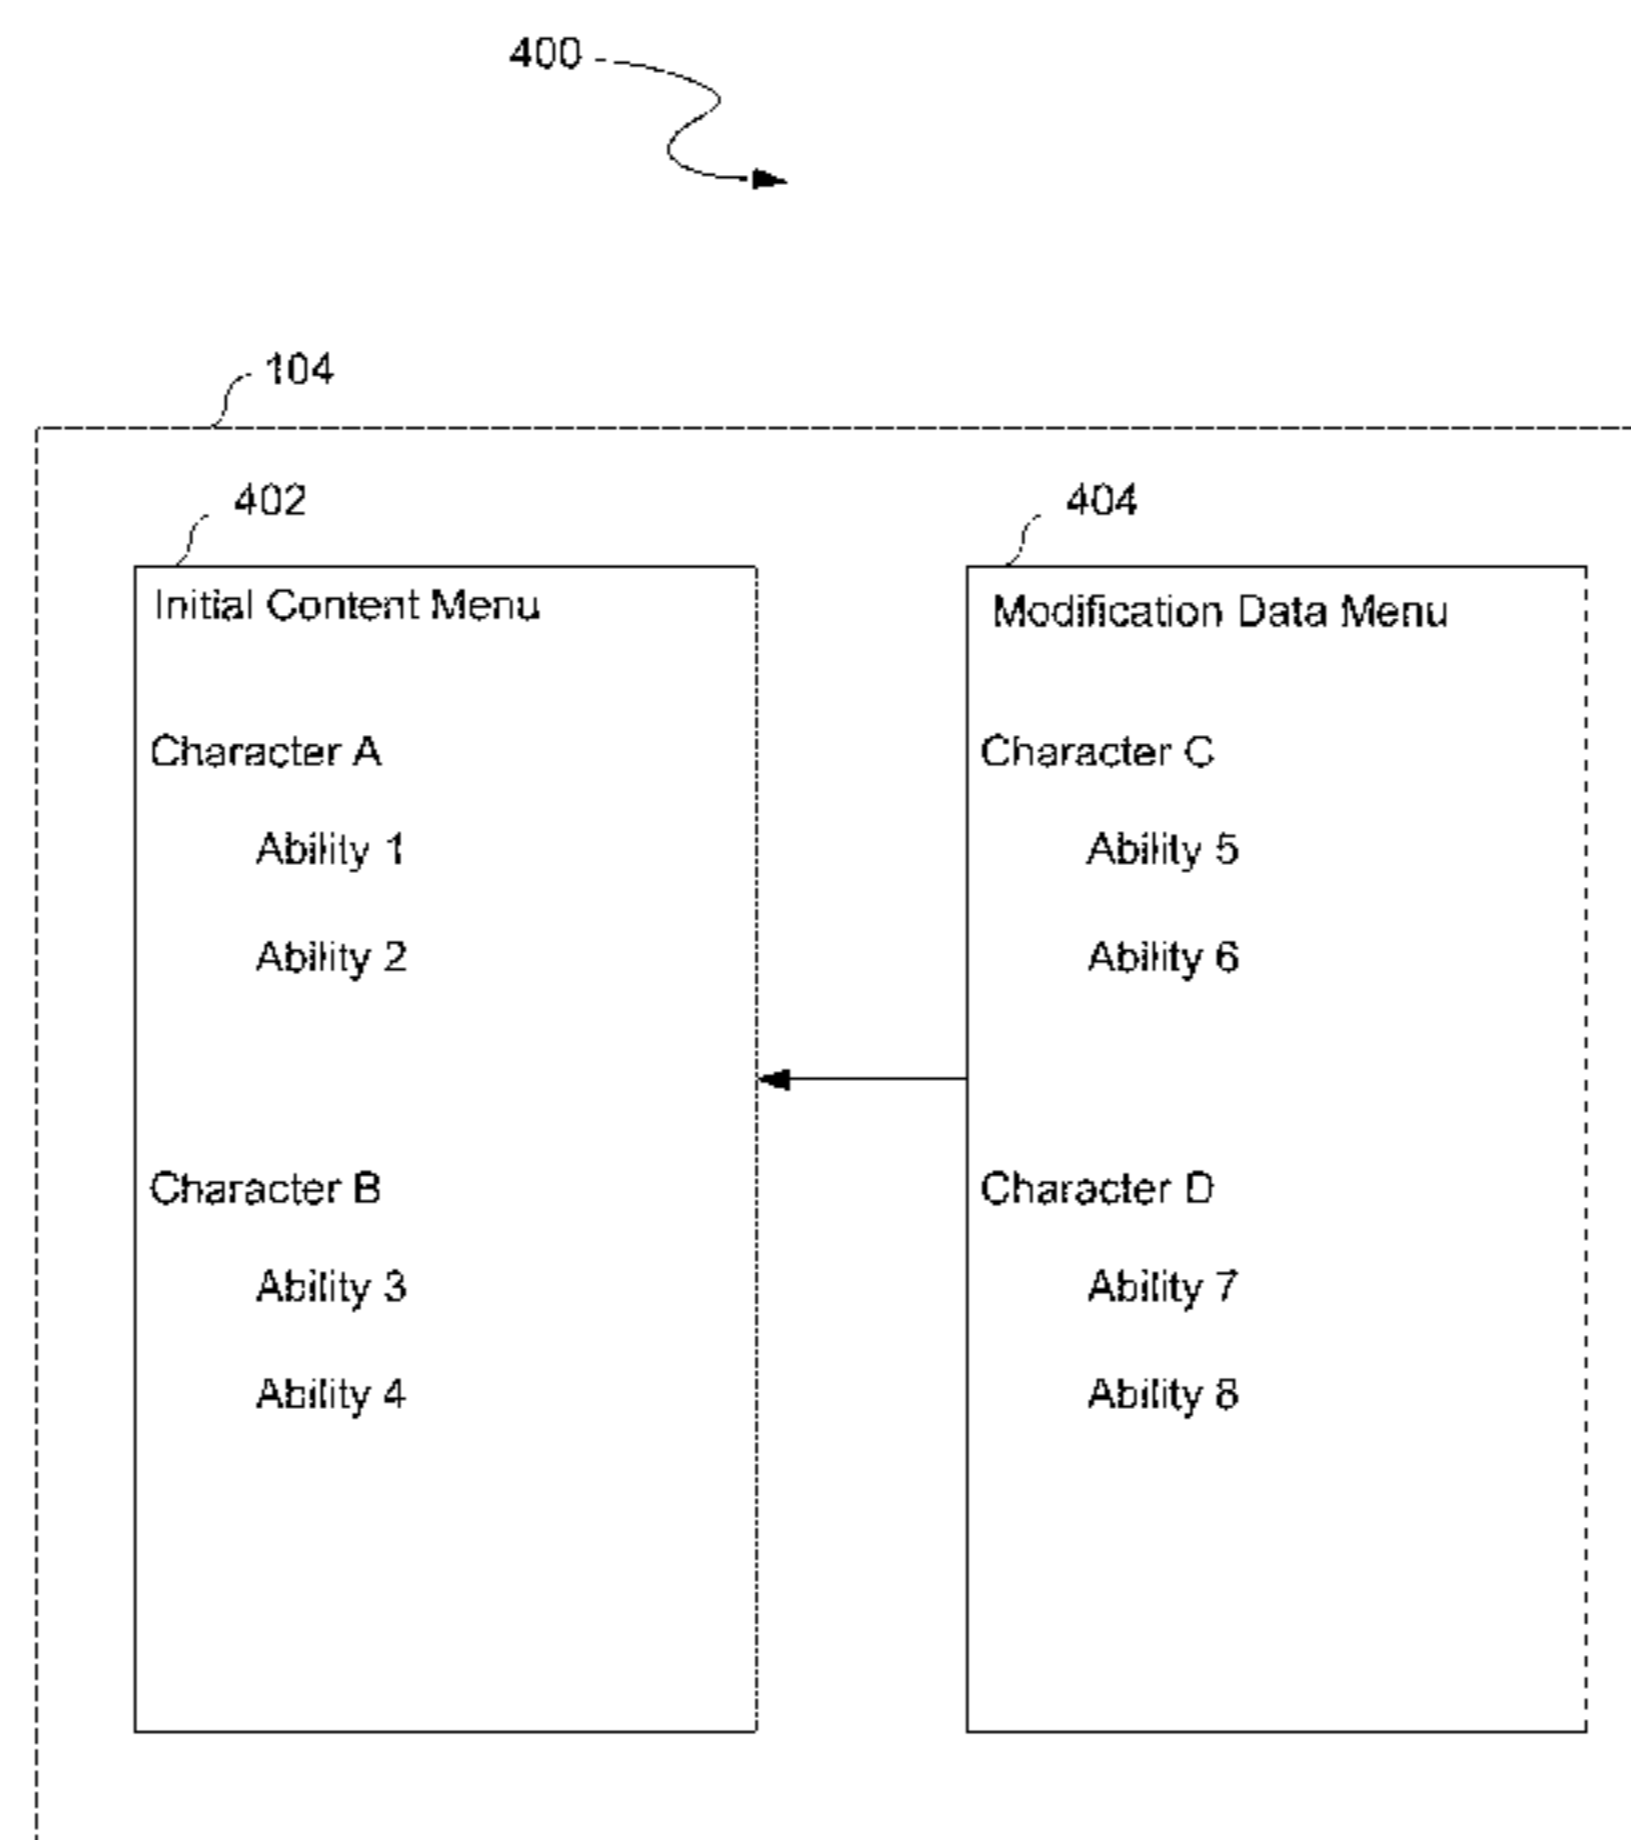 400
104
402
Initial Content Menu
Character A
Ability 1
Ability 2
Character B
Ability 3
Ability 4
404
Modification Data Menu
Character C
Ability 5
Ability 6
Character D
Ability 7
Ability 8